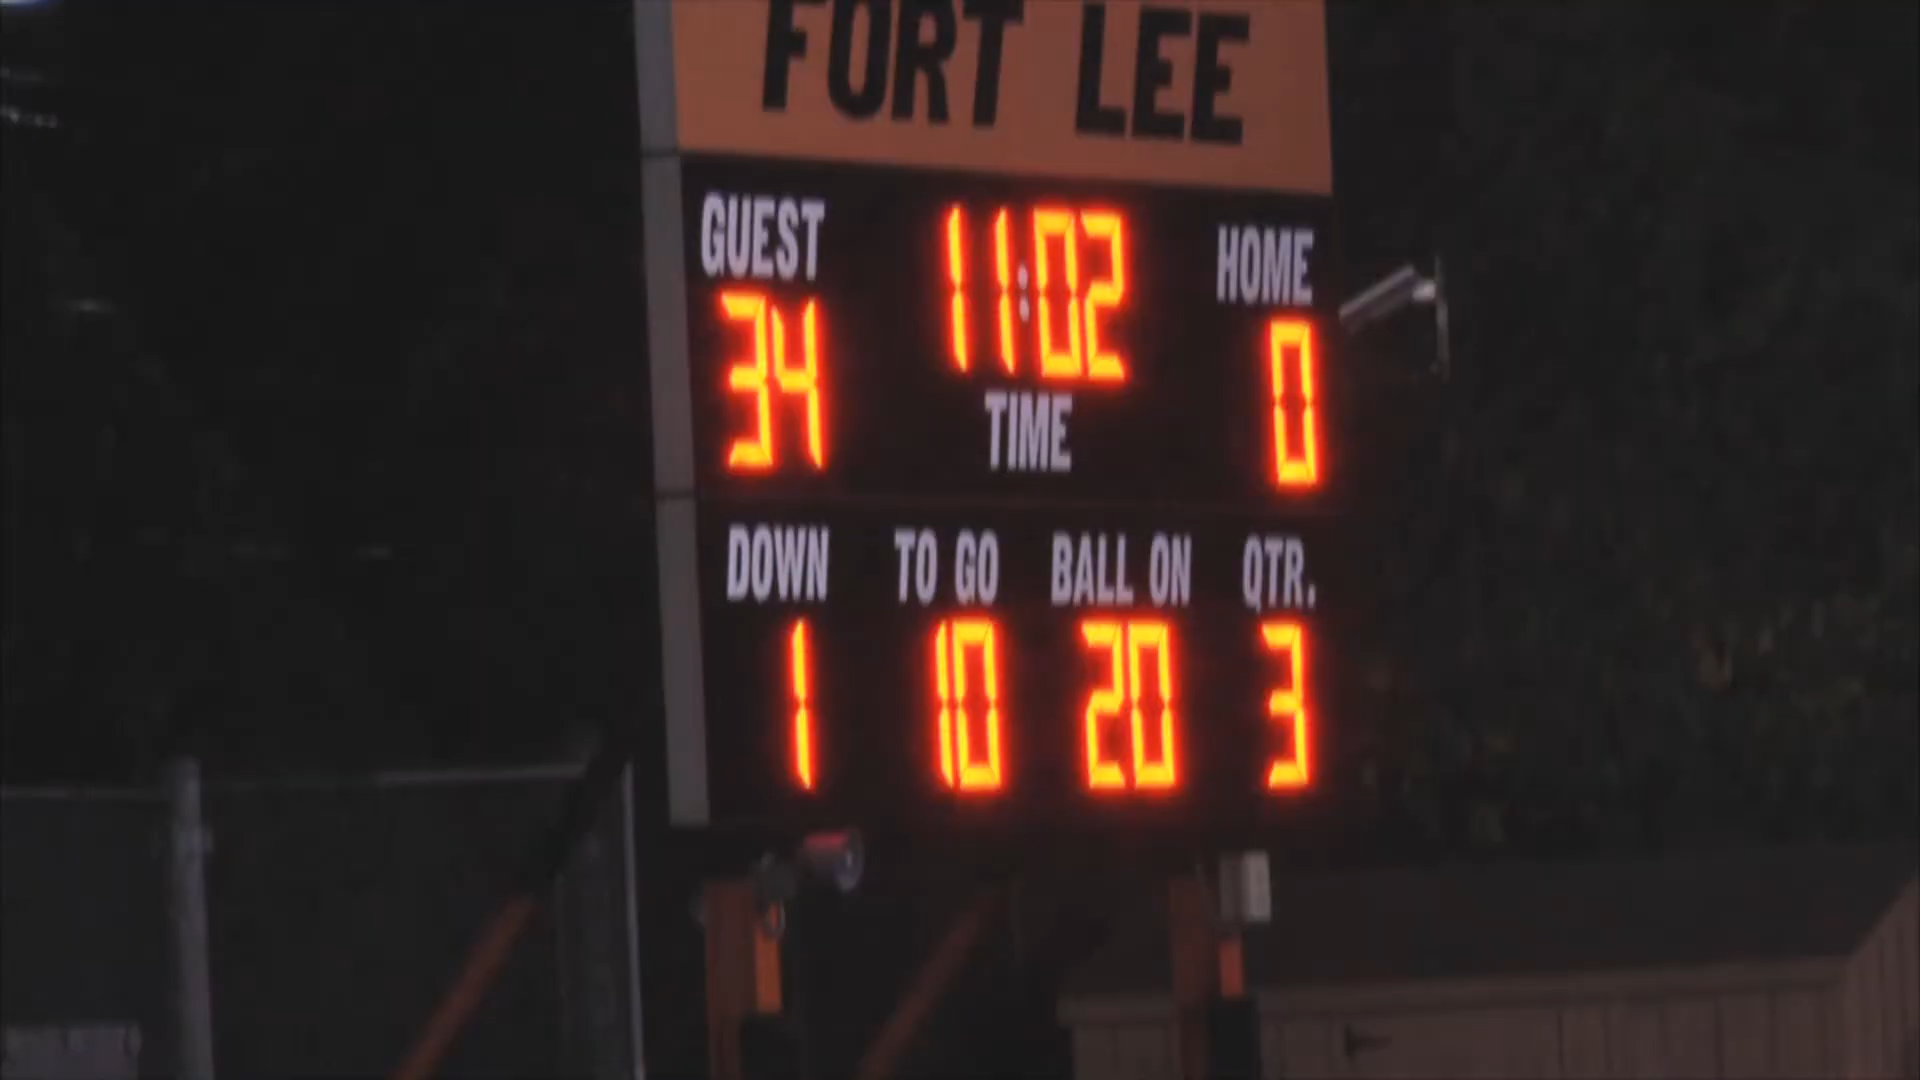 FORT LEE
GUEST 11:02 HOME
34 0
TIME
DOWN TO GO BALL ON QTR.
1 10 20 3